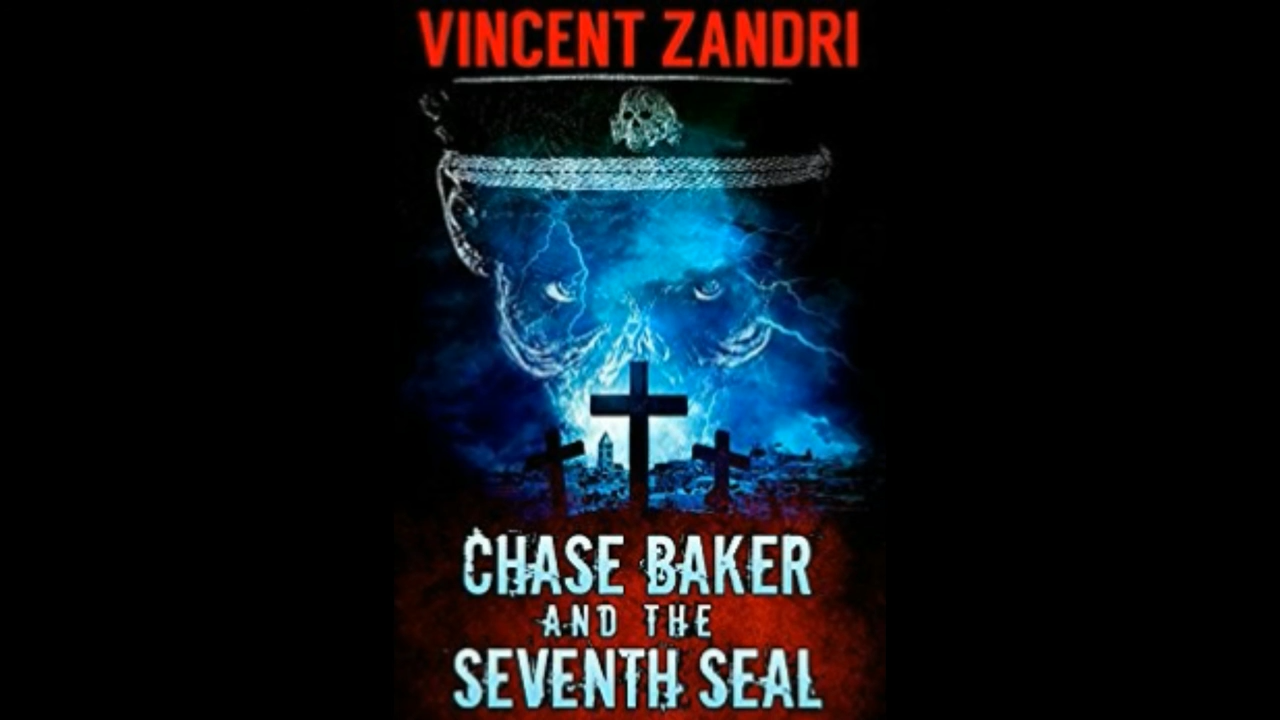 VINCENT ZANDRI
CHASE BAKER
AND THE
SEVENTH SEAL